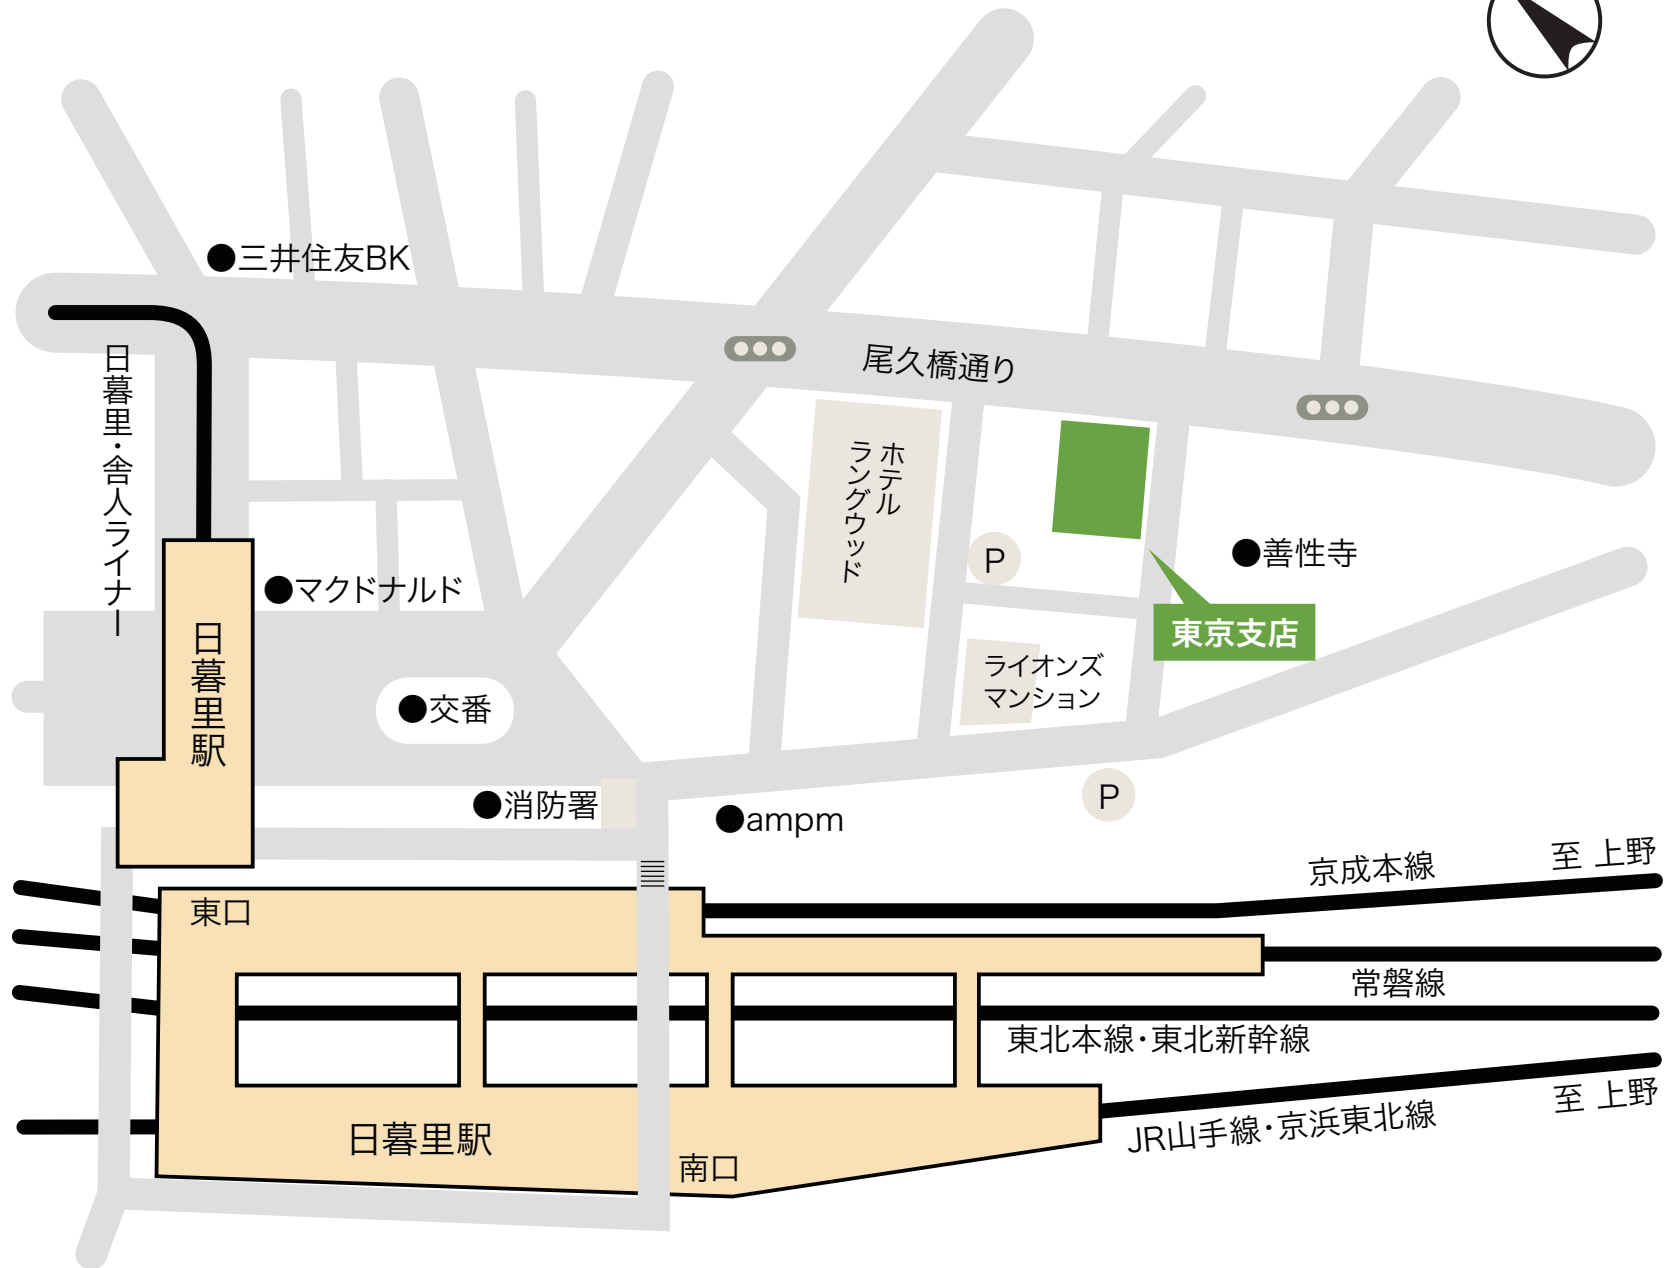 三井住友BK
日暮里・舎人ライナー
尾久橋通り
ホテル
ラングウッド
P
善性寺
マクドナルド
東京支店
日暮里駅
ライオンズ
マンション
交番
消防署
ampm
P
京成本線
至 上野
東口
常磐線
東北本線・東北新幹線
至 上野
JR山手線・京浜東北線
日暮里駅
南口